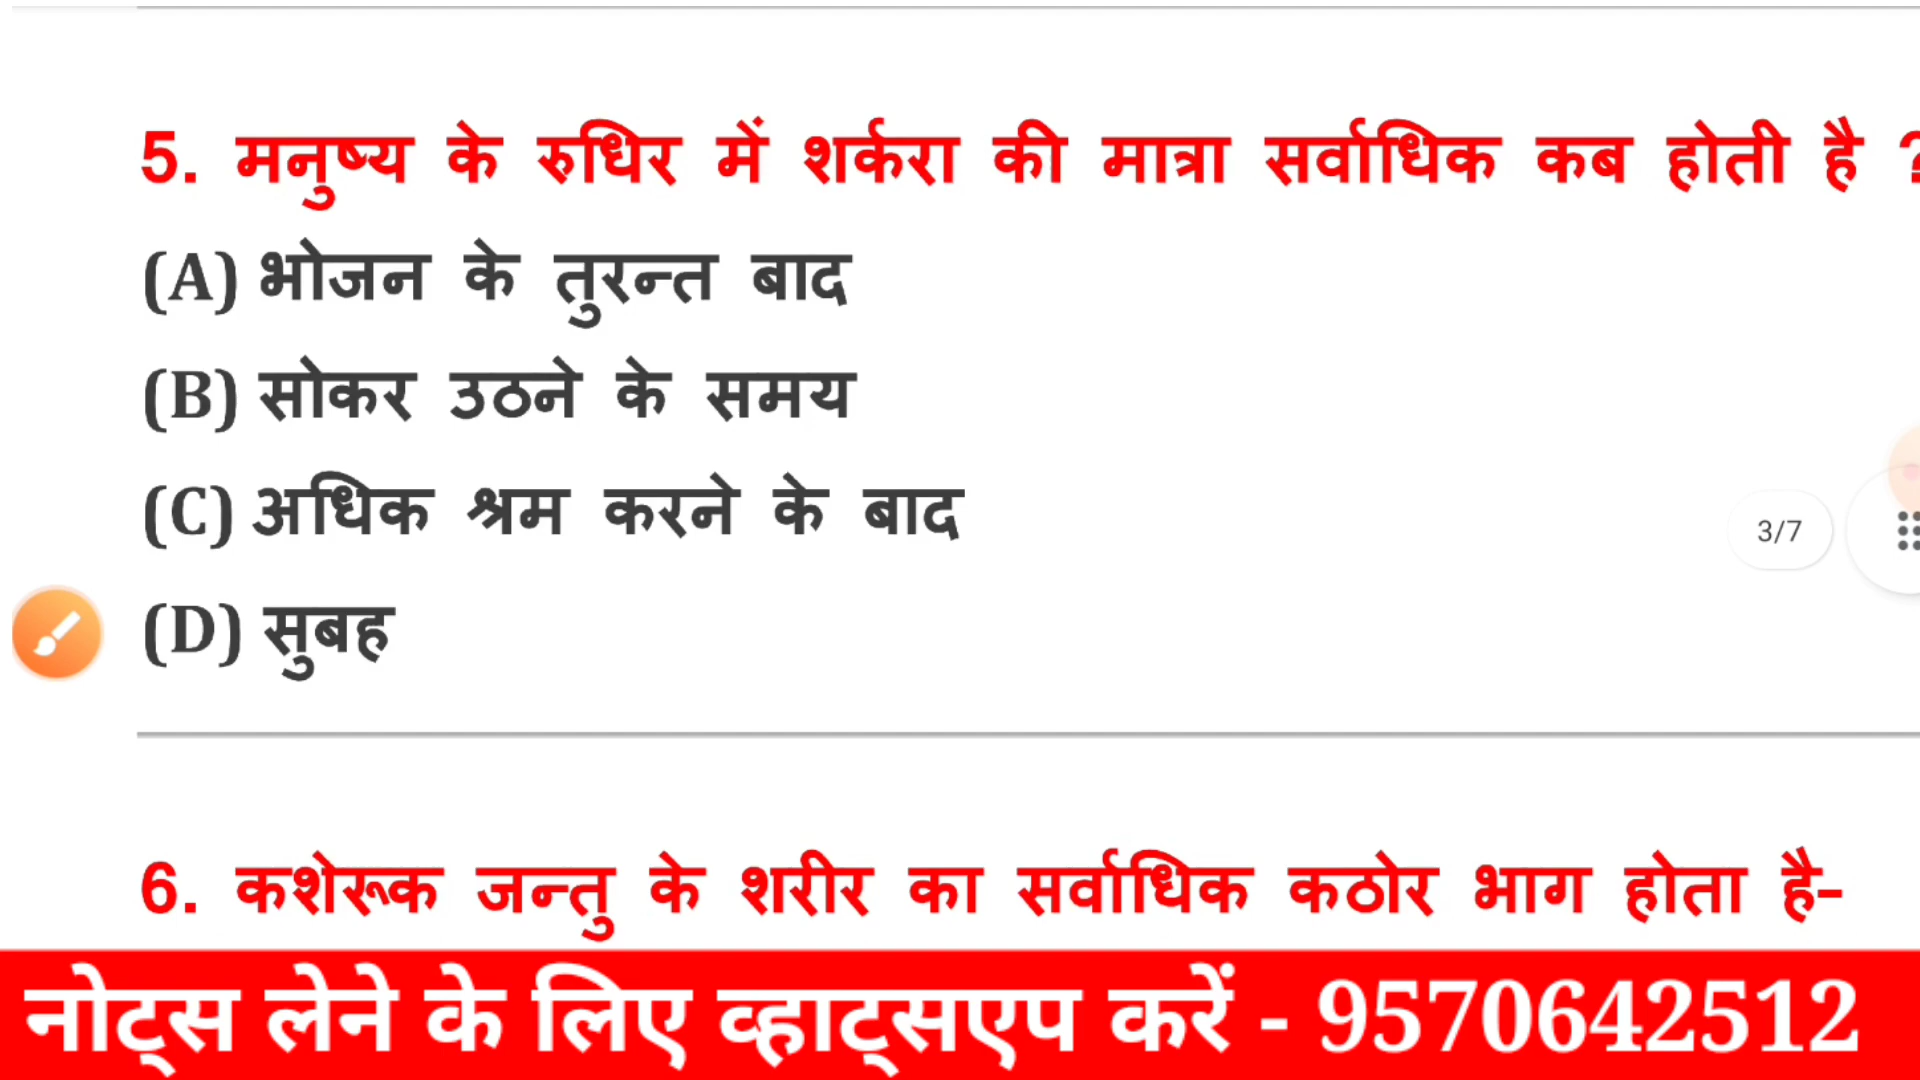 5. मनुष्य के रुधिर में शर्करा की मात्रा सर्वाधिक कब होती है ?
(A) भोजन के तुरन्त बाद
(B) सोकर उठने के समय
(C) अधिक श्रम करने के बाद
3/7
(D) सुबह
6. कशेरूक जन्तु के शरीर का सर्वाधिक कठोर भाग होता है-
नोट्स लेने के लिए व्हाट्सएप करें - 9570642512